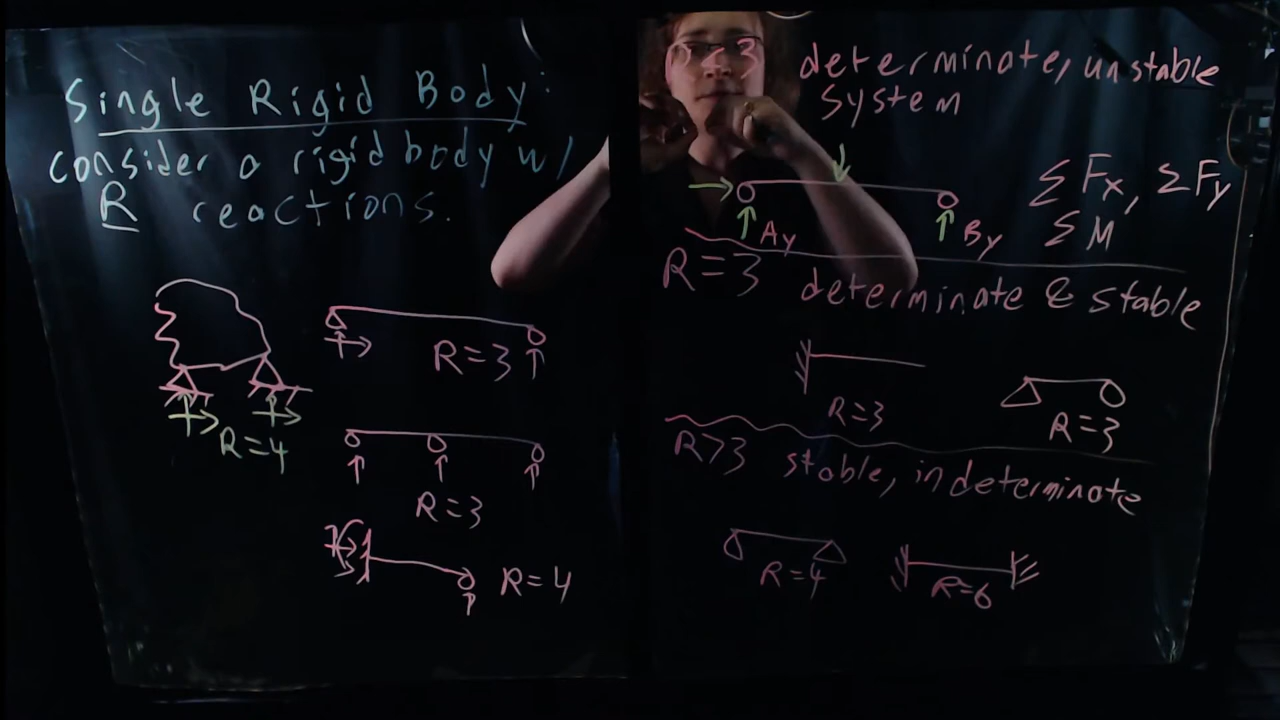 Single Rigid Body:
consider a rigid body w/
R reactions.
R=4
R=3
R=3
R=4
R<3 determinate, unstable
system
Ay
By
ΣFx, ΣFy
ΣM
R=3 determinate & stable
R=3
R=3
R>3 stable, indeterminate
R=4
R=6